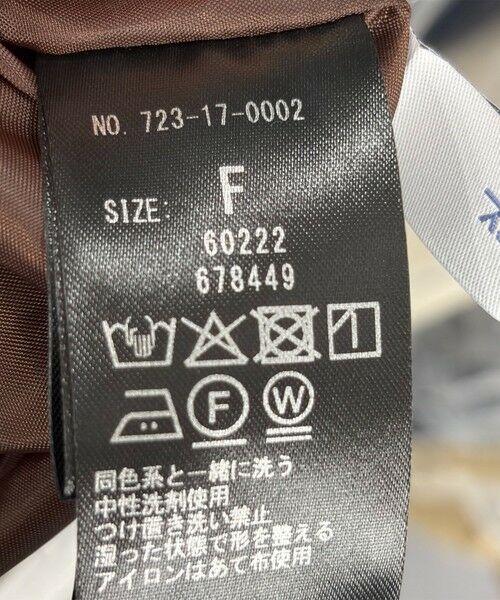 NO. 723-17-0002
SIZE: F
60222
678449
F W
同色系と一緒に洗う
中性洗剤使用
つけ置き洗い禁止
湿った状態で形を整える
アイロンはあて布使用